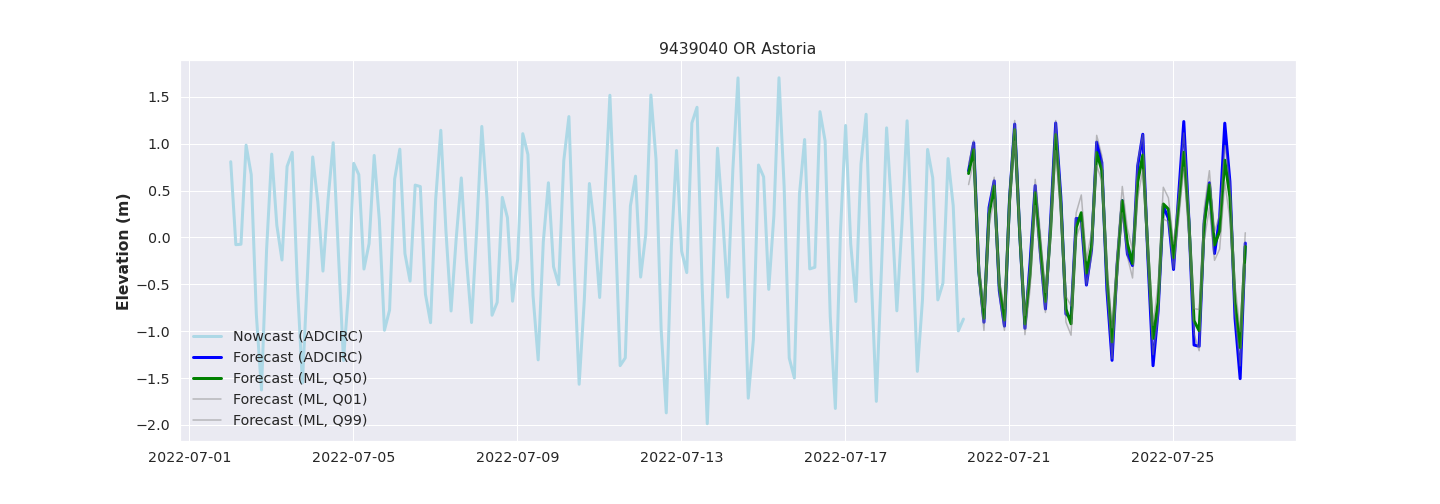 9439040 OR Astoria
Elevation (m)
1.5
1.0
0.5
0.0
−0.5
−1.0
−1.5
−2.0
Nowcast (ADCIRC)
Forecast (ADCIRC)
Forecast (ML, Q50)
Forecast (ML, Q01)
Forecast (ML, Q99)
2022-07-01 2022-07-05 2022-07-09 2022-07-13 2022-07-17 2022-07-21 2022-07-25